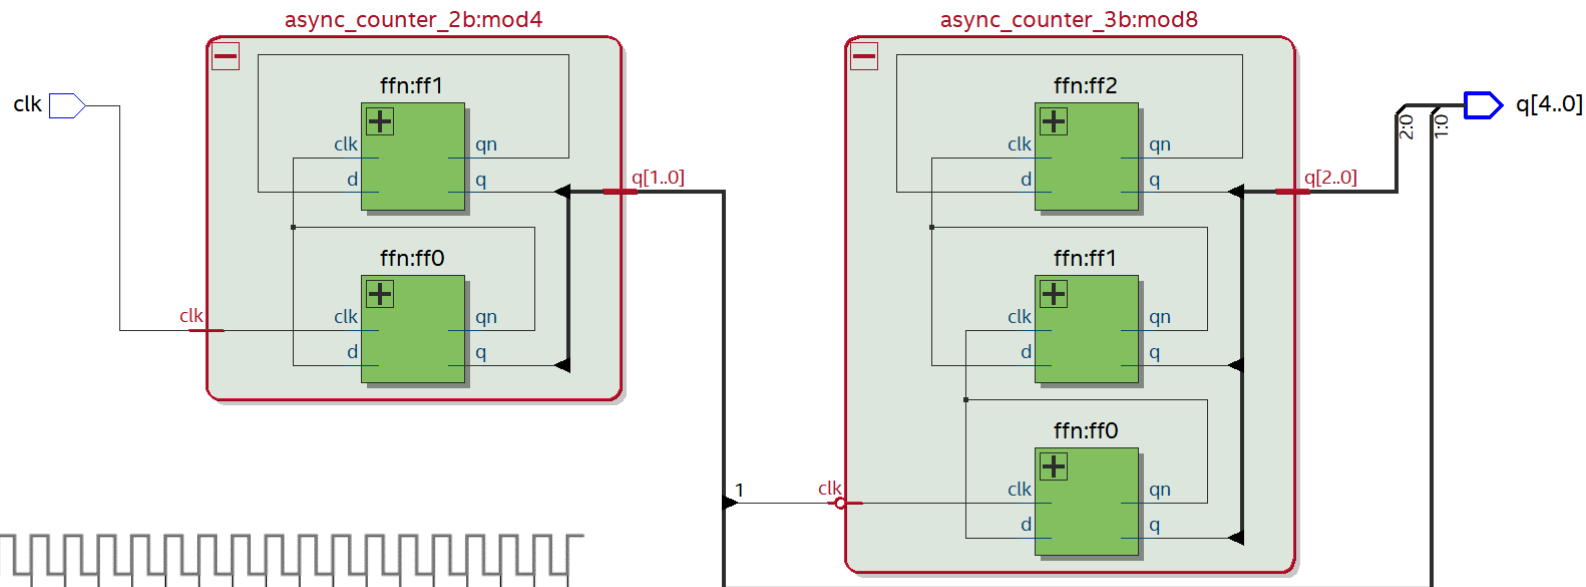 async_counter_2b:mod4
async_counter_3b:mod8
clk
ffn:ff1
clk
qn
d
q
q[1..0]
ffn:ff0
clk
clk
qn
d
q
1
clk
ffn:ff2
clk
qn
d
q
q[2..0]
ffn:ff1
clk
qn
d
q
ffn:ff0
clk
qn
d
q
2:0
1:0
q[4..0]